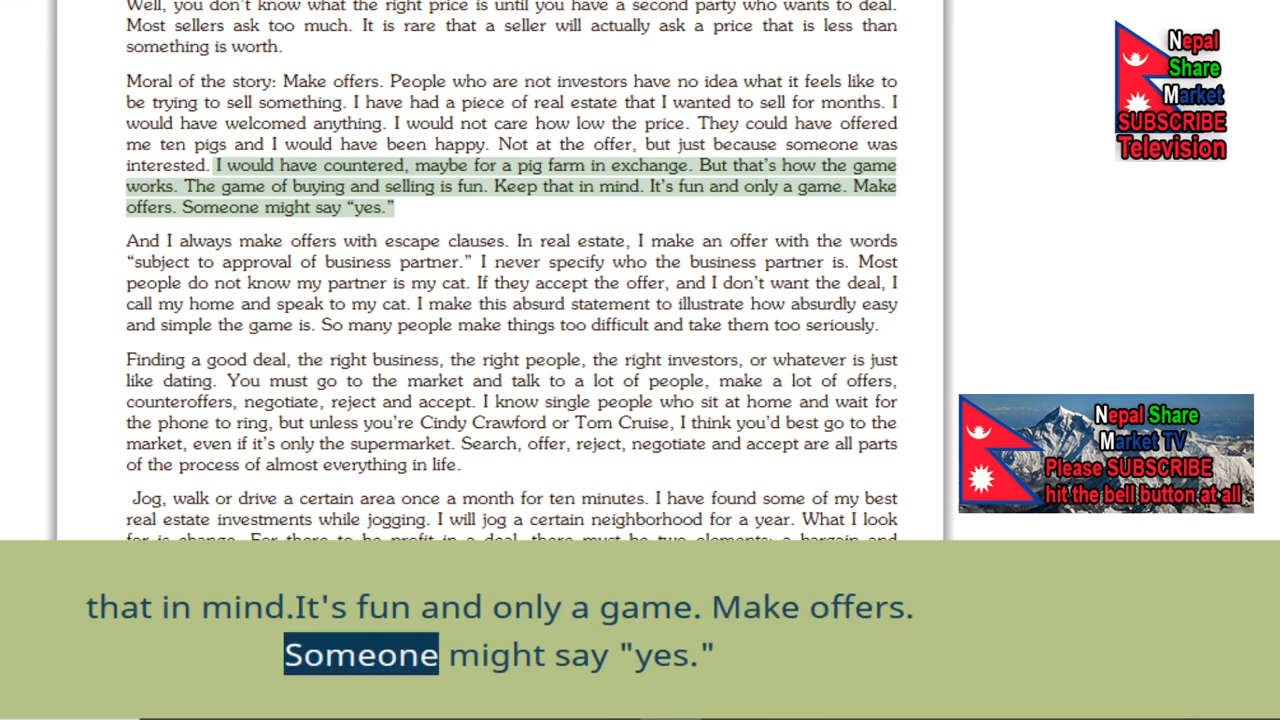 Well, you don't know what the right price is until you have a second party who wants to deal.
Most sellers ask too much. It is rare that a seller will actually ask a price that is less than
something is worth.
Moral of the story: Make offers. People who are not investors have no idea what it feels like to
be trying to sell something. I have had a piece of real estate that I wanted to sell for months. I
would have welcomed anything. I would not care how low the price. They could have offered
me ten pigs and I would have been happy. Not at the offer, but just because someone was
interested. I would have countered, maybe for a pig farm in exchange. But that's how the game
works. The game of buying and selling is fun. Keep that in mind. It's fun and only a game. Make
offers. Someone might say “yes.”
And I always make offers with escape clauses. In real estate, I make an offer with the words
“subject to approval of business partner.” I never specify who the business partner is. Most
people do not know my partner is my cat. If they accept the offer, and I don't want the deal, I
call my home and speak to my cat. I make this absurd statement to illustrate how absurdly easy
and simple the game is. So many people make things too difficult and take them too seriously.
Finding a good deal, the right business, the right people, the right investors, or whatever is just
like dating. You must go to the market and talk to a lot of people, make a lot of offers,
counteroffers, negotiate, reject and accept. I know single people who sit at home and wait for
the phone to ring, but unless you're Cindy Crawford or Tom Cruise, I think you'd best go to the
market, even if it's only the supermarket. Search, offer, reject, negotiate and accept are all parts
of the process of almost everything in life.
Jog, walk or drive a certain area once a month for ten minutes. I have found some of my best
real estate investments while jogging. I will jog a certain neighborhood for a year. What I look
for is change. For there to be profit in a deal, there must be two elements: a bargain and
Nepal
Share
Market
SUBSCRIBE
Television
Nepal Share
Market TV
Please SUBSCRIBE
hit the bell button at all
that in mind.It's fun and only a game. Make offers.
Someone might say "yes."